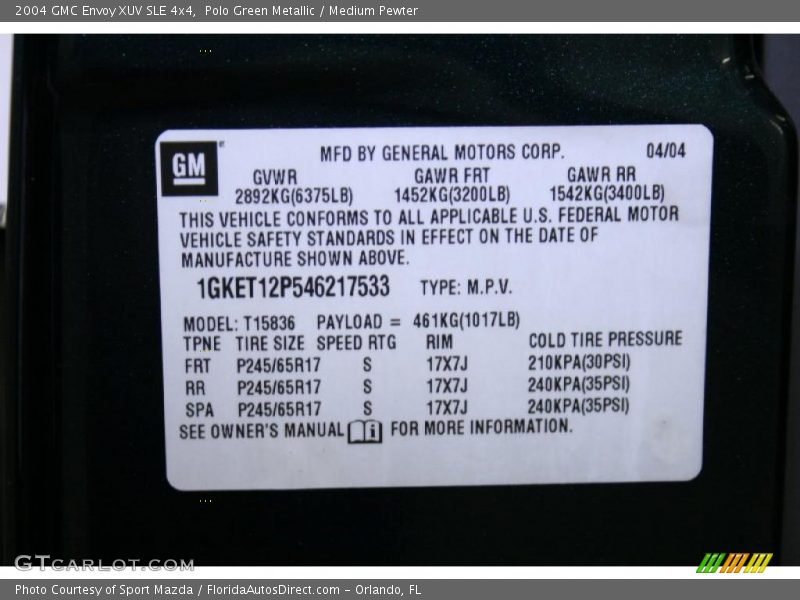 2004 GMC Envoy XUV SLE 4x4, Polo Green Metallic / Medium Pewter
GM
MFD BY GENERAL MOTORS CORP. 04/04
GVWR GAWR FRT GAWR RR
2892KG(6375LB) 1452KG(3200LB) 1542KG(3400LB)
THIS VEHICLE CONFORMS TO ALL APPLICABLE U.S. FEDERAL MOTOR
VEHICLE SAFETY STANDARDS IN EFFECT ON THE DATE OF
MANUFACTURE SHOWN ABOVE.
1GKET12P546217533 TYPE: M.P.V.
MODEL: T15836 PAYLOAD = 461KG(1017LB)
TPNE TIRE SIZE SPEED RTG RIM COLD TIRE PRESSURE
FRT P245/65R17 S 17X7J 210KPA(30PSI)
RR P245/65R17 S 17X7J 240KPA(35PSI)
SPA P245/65R17 S 17X7J 240KPA(35PSI)
SEE OWNER'S MANUAL i FOR MORE INFORMATION.
GTCARLOT.COM
Photo Courtesy of Sport Mazda / FloridaAutosDirect.com - Orlando, FL